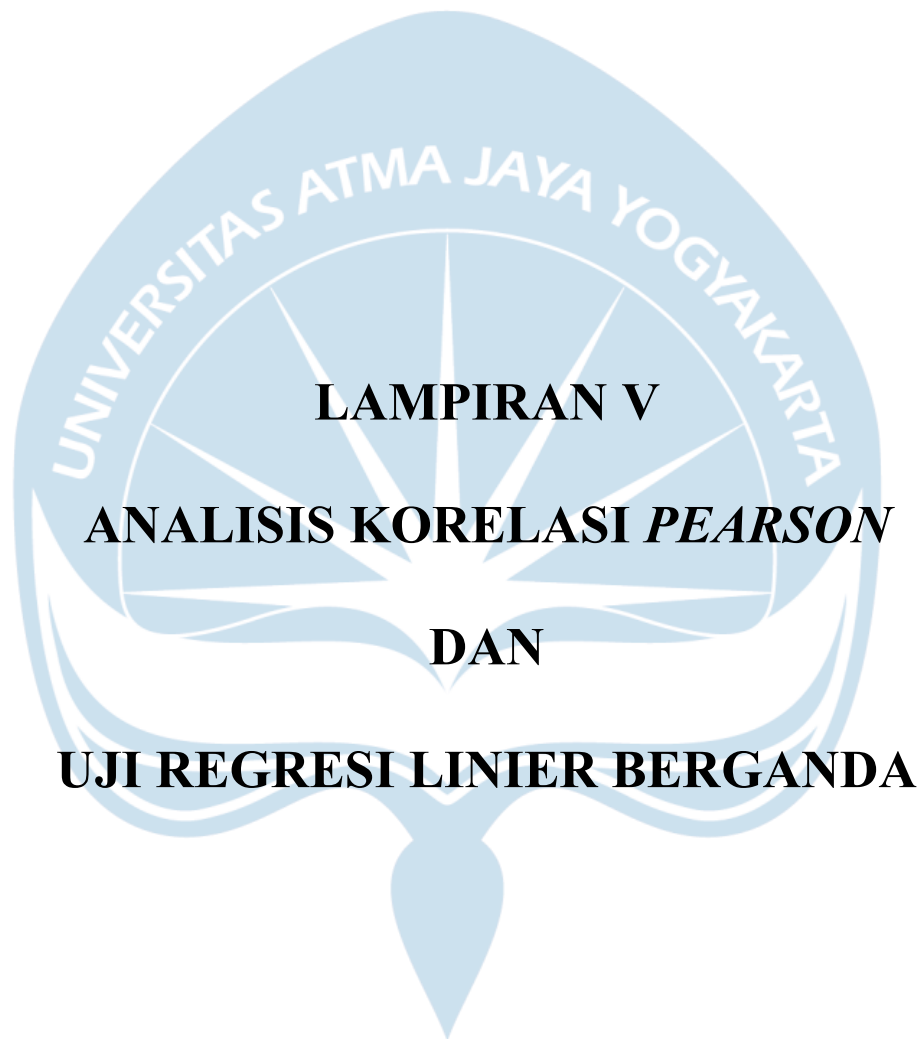 UNIVERSITAS ATMA JAYA YOGYAKARTA
LAMPIRAN V
ANALISIS KORELASI PEARSON
DAN
UJI REGRESI LINIER BERGANDA